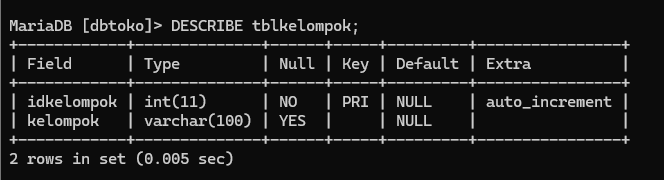 MariaDB [dbtoko]> DESCRIBE tblkelompok;
+------------+--------------+------+-----+---------+----------------+
| Field      | Type         | Null | Key | Default | Extra          |
+------------+--------------+------+-----+---------+----------------+
| idkelompok | int(11)      | NO   | PRI | NULL    | auto_increment |
| kelompok   | varchar(100) | YES  |     | NULL    |                |
+------------+--------------+------+-----+---------+----------------+
2 rows in set (0.005 sec)